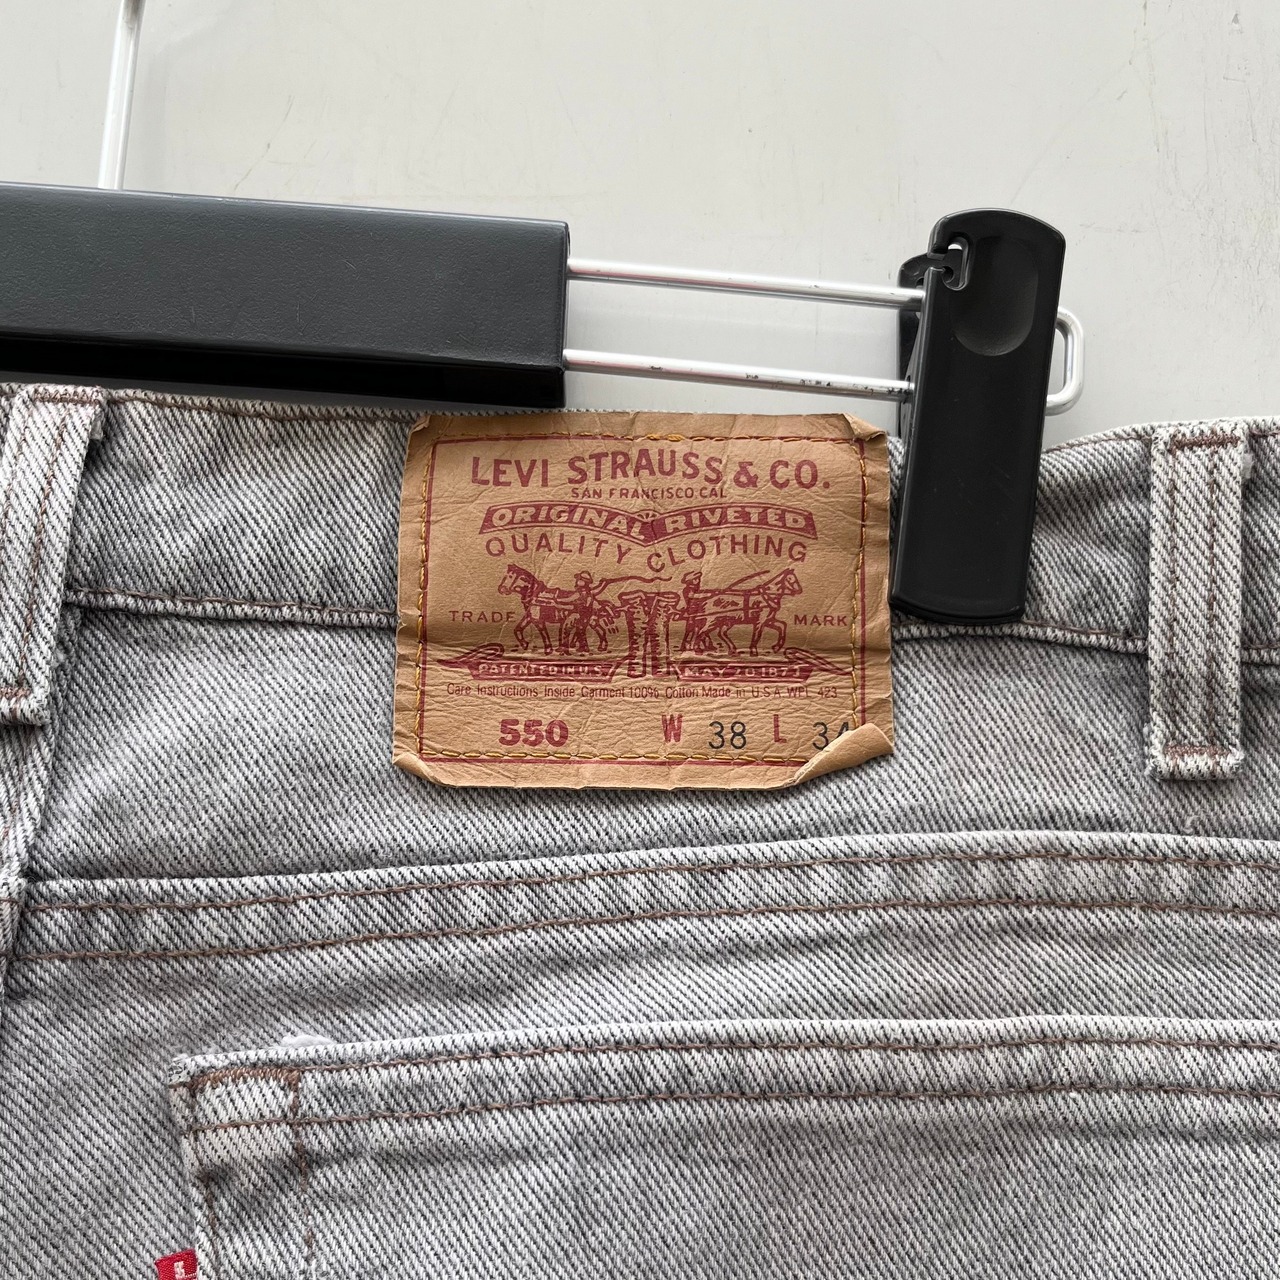 LEVI STRAUSS & CO.
SAN FRANCISCO CAL
ORIGINAL RIVETED
QUALITY CLOTHING
TRADE MARK
PATENTED IN U.S. MAY 20 1873
Care Instructions Inside Garment 100% Cotton Made in U.S.A. WPL 423
550 W 38 L 34